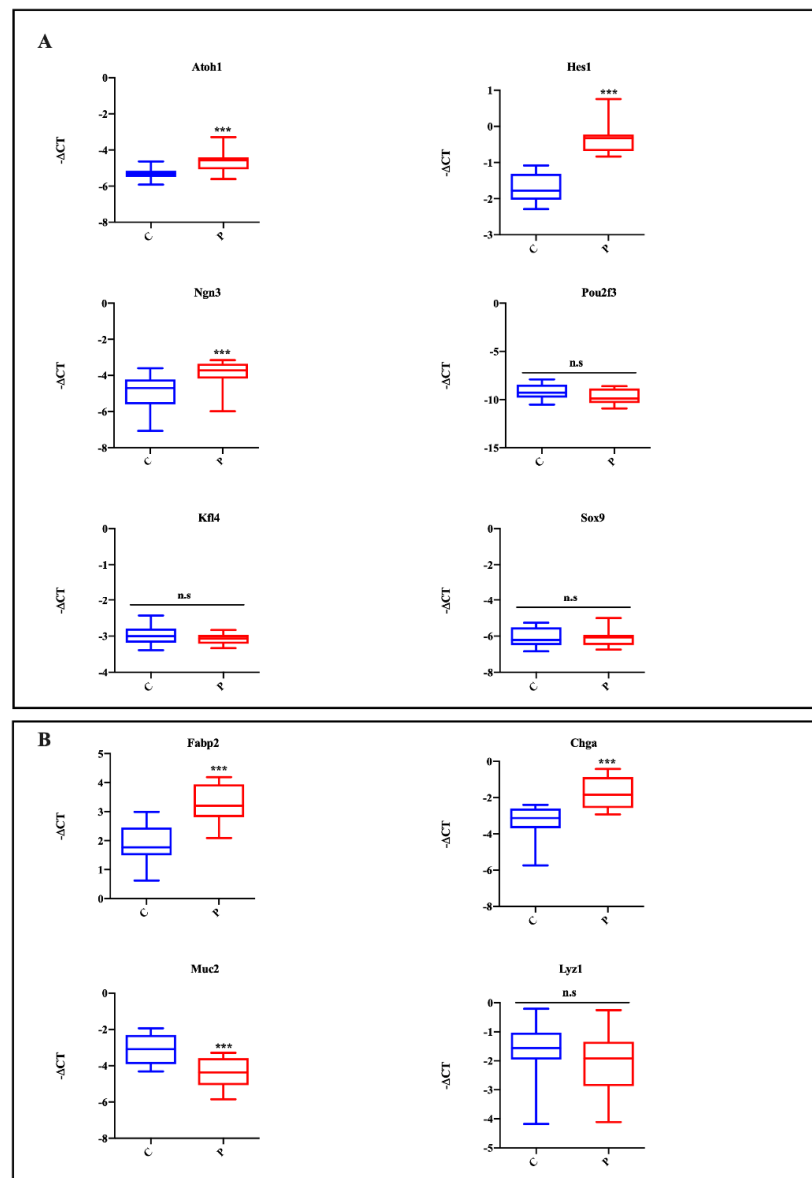 A
Atoh1
0
-2
-4
-6
-8
-ΔCT
***
C
P
Hes1
1
0
-1
-2
-3
-ΔCT
***
C
P
Ngn3
0
-2
-4
-6
-8
-ΔCT
***
C
P
Pou2f3
0
-5
-10
-15
-ΔCT
n.s
C
P
Kfl4
0
-1
-2
-3
-4
-ΔCT
n.s
C
P
Sox9
0
-2
-4
-6
-8
-ΔCT
n.s
C
P
B
Fabp2
5
4
3
2
1
0
-ΔCT
***
C
P
Chga
0
-2
-4
-6
-8
-ΔCT
***
C
P
Muc2
0
-2
-4
-6
-8
-ΔCT
***
C
P
Lyz1
n.s
0
-1
-2
-3
-4
-5
-ΔCT
C
P